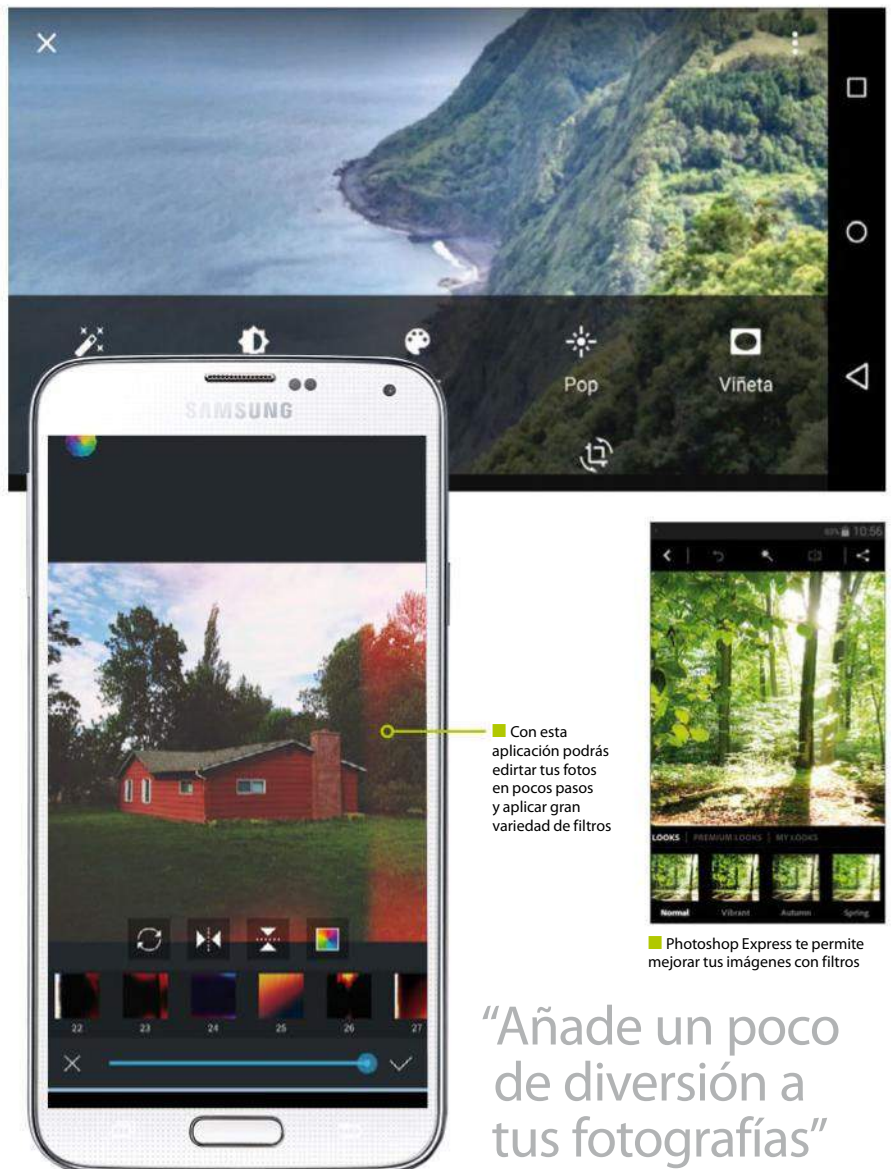 Pop
Viñeta
SAMSUNG
22 23 24 25 26 27
Con esta
aplicación podrás
edirtar tus fotos
en pocos pasos
y aplicar gran
variedad de filtros
10:56
LOOKS | PREMIUM LOOKS | MY LOOKS
Normal Vibrant Autumn Spring
Photoshop Express te permite
mejorar tus imágenes con filtros
“Añade un poco
de diversión a
tus fotografías”